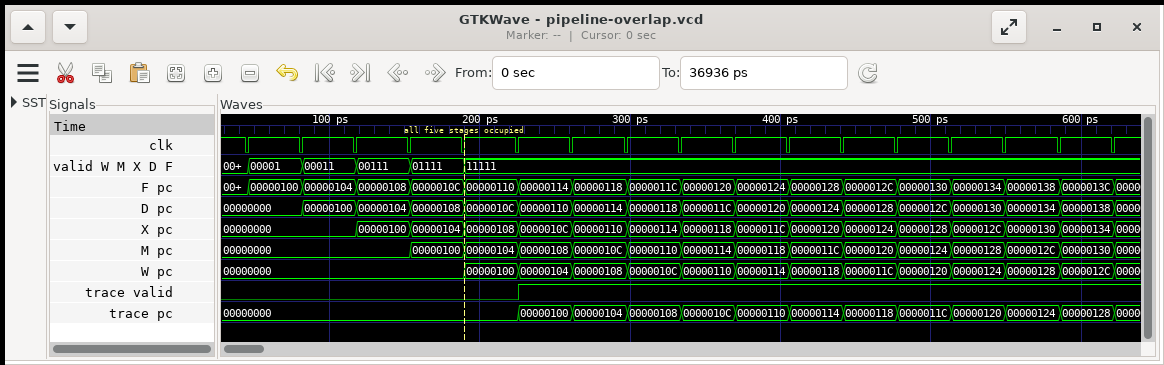 GTKWave - pipeline-overlap.vcd
Marker: -- | Cursor: 0 sec
From: 0 sec To: 36936 ps
SST
Signals
Waves
Time
100 ps 200 ps 300 ps 400 ps 500 ps 600 ps
all five stages occupied
clk
valid W M X D F 00+ 00001 00011 00111 01111 11111
F pc 00+ 00000100 00000104 00000108 0000010C 00000110 00000114 00000118 0000011C 00000120 00000124 00000128 0000012C 00000130 00000134 00000138 0000013C 0000
D pc 00000000 00000100 00000104 00000108 0000010C 00000110 00000114 00000118 0000011C 00000120 00000124 00000128 0000012C 00000130 00000134 00000138 0000
X pc 00000000 00000100 00000104 00000108 0000010C 00000110 00000114 00000118 0000011C 00000120 00000124 00000128 0000012C 00000130 00000134 0000
M pc 00000000 00000100 00000104 00000108 0000010C 00000110 00000114 00000118 0000011C 00000120 00000124 00000128 0000012C 00000130 0000
W pc 00000000 00000100 00000104 00000108 0000010C 00000110 00000114 00000118 0000011C 00000120 00000124 00000128 0000012C 0000
trace valid
trace pc 00000000 00000100 00000104 00000108 0000010C 00000110 00000114 00000118 0000011C 00000120 00000124 00000128 0000